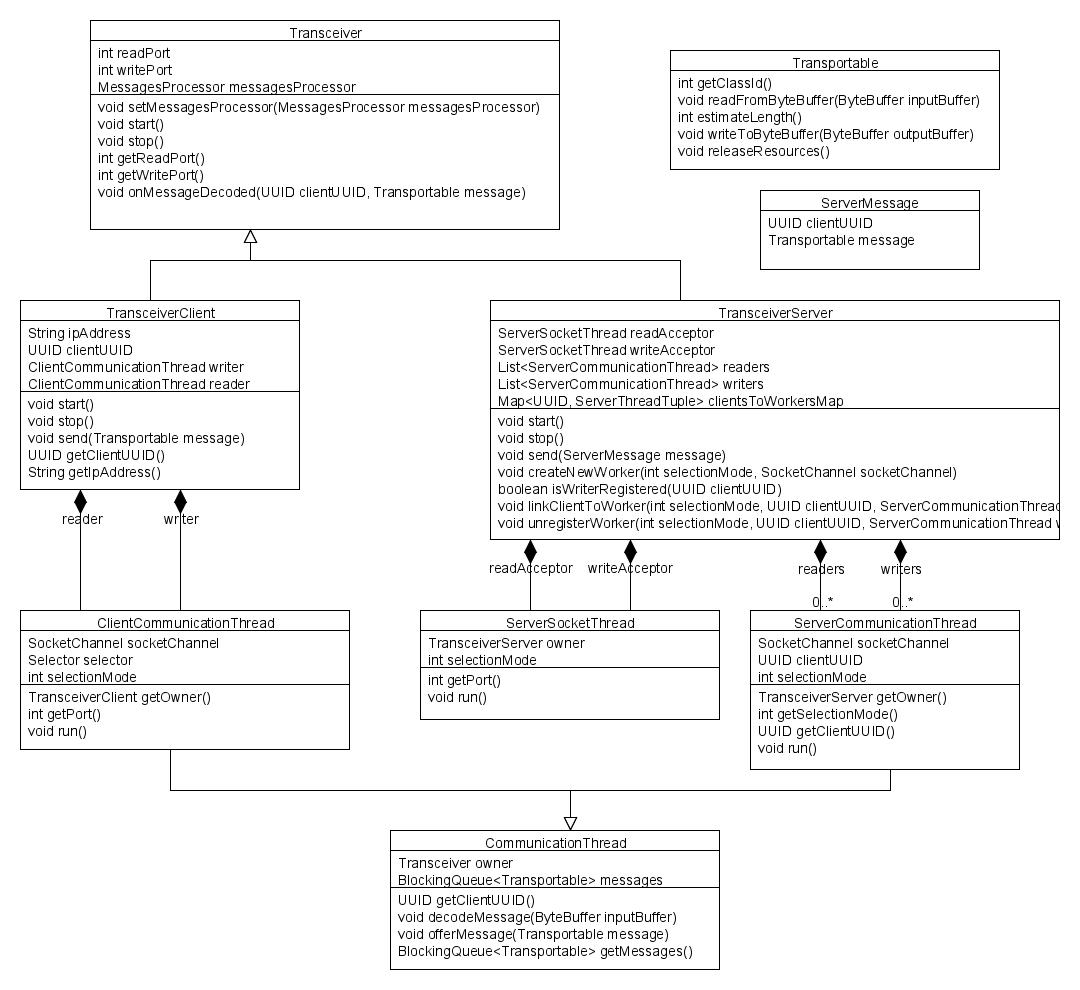 Transceiver
int readPort
int writePort
MessagesProcessor messagesProcessor
void setMessagesProcessor(MessagesProcessor messagesProcessor)
void start()
void stop()
int getReadPort()
int getWritePort()
void onMessageDecoded(UUID clientUUID, Transportable message)
Transportable
int getClassId()
void readFromByteBuffer(ByteBuffer inputBuffer)
int estimateLength()
void writeToByteBuffer(ByteBuffer outputBuffer)
void releaseResources()
ServerMessage
UUID clientUUID
Transportable message
TransceiverClient
String ipAddress
UUID clientUUID
ClientCommunicationThread writer
ClientCommunicationThread reader
void start()
void stop()
void send(Transportable message)
UUID getClientUUID()
String getIpAddress()
TransceiverServer
ServerSocketThread readAcceptor
ServerSocketThread writeAcceptor
List<ServerCommunicationThread> readers
List<ServerCommunicationThread> writers
Map<UUID, ServerThreadTuple> clientsToWorkersMap
void start()
void stop()
void send(ServerMessage message)
void createNewWorker(int selectionMode, SocketChannel socketChannel)
boolean isWriterRegistered(UUID clientUUID)
void linkClientToWorker(int selectionMode, UUID clientUUID, ServerCommunicationThread
void unregisterWorker(int selectionMode, UUID clientUUID, ServerCommunicationThread
reader
writer
readAcceptor
writeAcceptor
readers
writers
0..*
0..*
ClientCommunicationThread
SocketChannel socketChannel
Selector selector
int selectionMode
TransceiverClient getOwner()
int getPort()
void run()
ServerSocketThread
TransceiverServer owner
int selectionMode
int getPort()
void run()
ServerCommunicationThread
SocketChannel socketChannel
UUID clientUUID
int selectionMode
TransceiverServer getOwner()
int getSelectionMode()
UUID getClientUUID()
void run()
CommunicationThread
Transceiver owner
BlockingQueue<Transportable> messages
UUID getClientUUID()
void decodeMessage(ByteBuffer inputBuffer)
void offerMessage(Transportable message)
BlockingQueue<Transportable> getMessages()